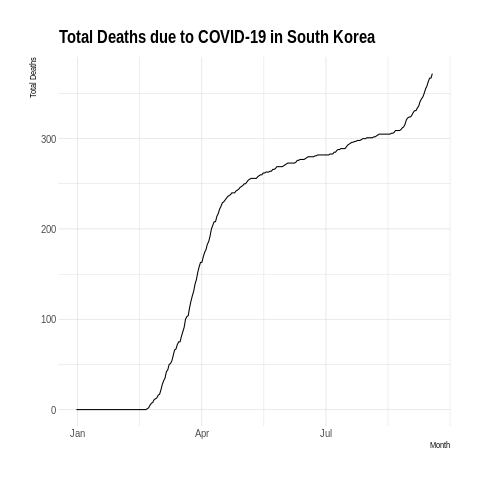 Total Deaths due to COVID-19 in South Korea
Total Deaths
300
200
100
0
Jan
Apr
Jul
Month